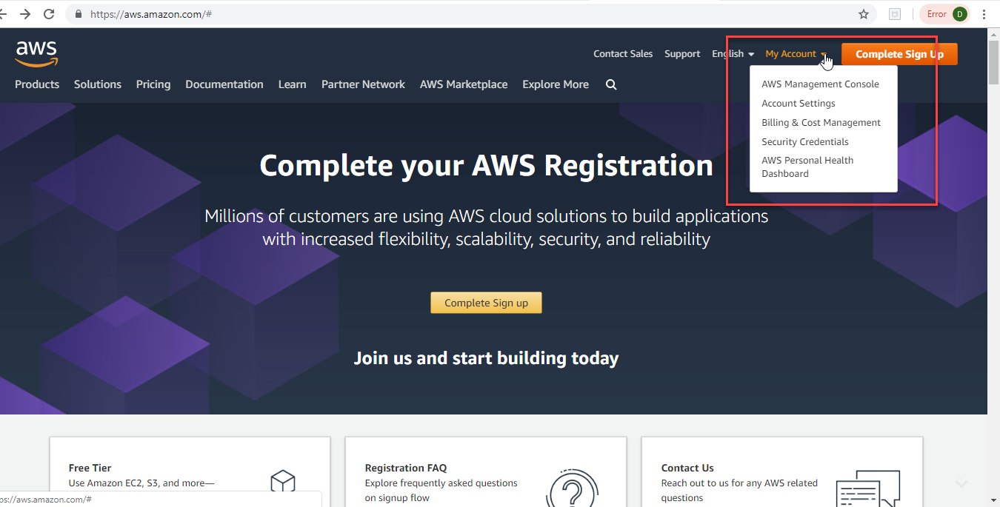 https://aws.amazon.com/#
Error D
aws
Contact Sales Support English My Account Complete Sign Up
Products Solutions Pricing Documentation Learn Partner Network AWS Marketplace Explore More
AWS Management Console
Account Settings
Billing & Cost Management
Security Credentials
AWS Personal Health
Dashboard
Complete your AWS Registration
Millions of customers are using AWS cloud solutions to build applications
with increased flexibility, scalability, security, and reliability
Complete Sign up
Join us and start building today
Free Tier
Use Amazon EC2, S3, and more—
Registration FAQ
Explore frequently asked questions
on signup flow
Contact Us
Reach out to us for any AWS related
questions
ps://aws.amazon.com/#